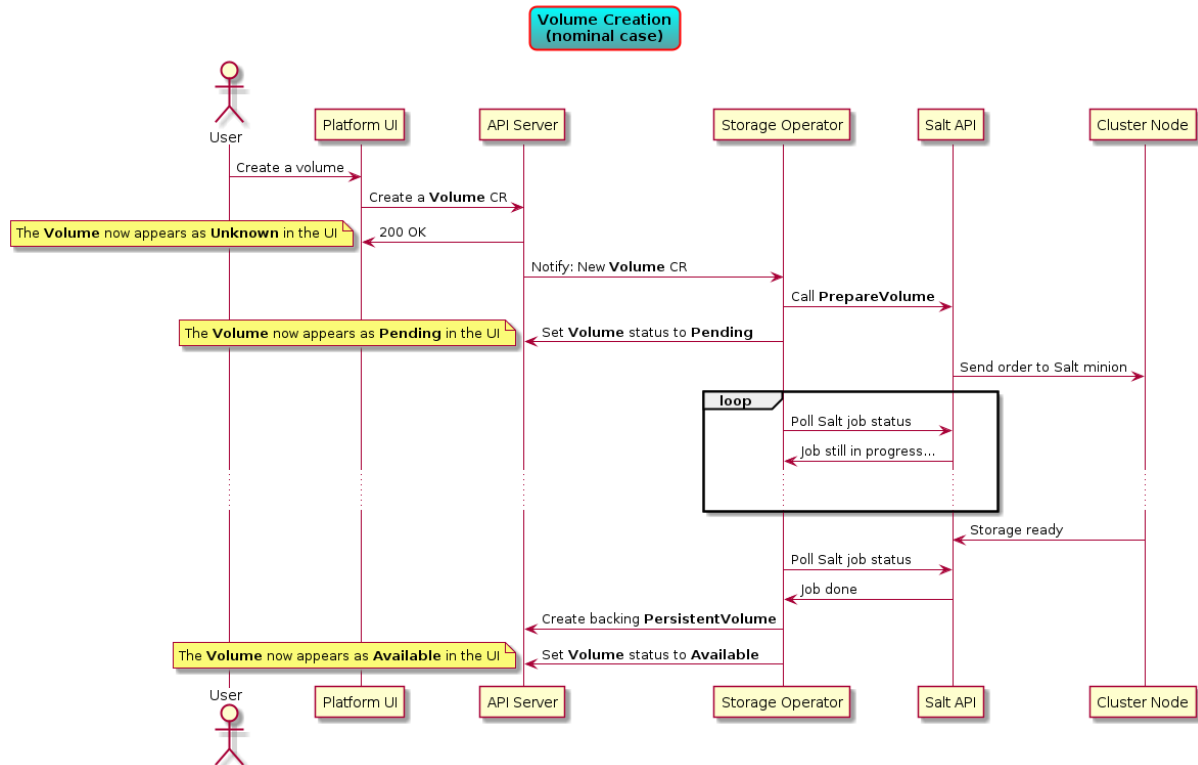 Volume Creation
(nominal case)
User
Platform UI
API Server
Storage Operator
Salt API
Cluster Node
Create a volume
Create a Volume CR
The Volume now appears as Unknown in the UI
200 OK
Notify: New Volume CR
Call PrepareVolume
The Volume now appears as Pending in the UI
Set Volume status to Pending
Send order to Salt minion
loop
Poll Salt job status
Job still in progress...
Storage ready
Poll Salt job status
Job done
Create backing PersistentVolume
The Volume now appears as Available in the UI
Set Volume status to Available
User
Platform UI
API Server
Storage Operator
Salt API
Cluster Node